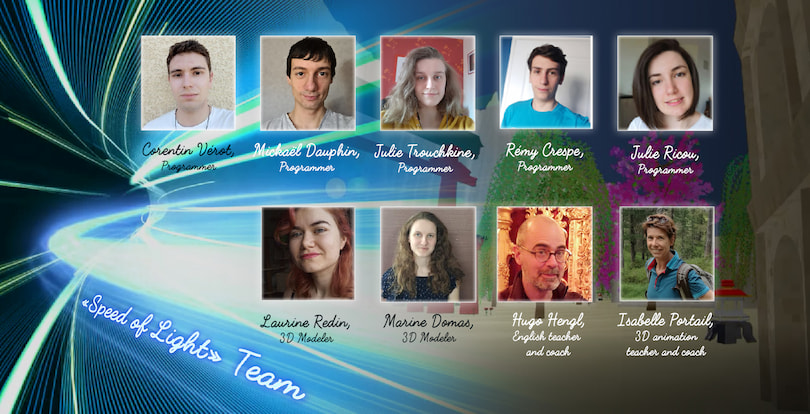 Corentin Vérot,
Programmer
Mickaël Dauphin,
Programmer
Julie Trouchkine,
Programmer
Rémy Crespe,
Programmer
Julie Ricou,
Programmer
Laurine Redin,
3D Modeler
Marine Domas,
3D Modeler
Hugo Hengl,
English teacher
and coach
Isabelle Portail,
3D animation
teacher and coach
«Speed of Light» Team